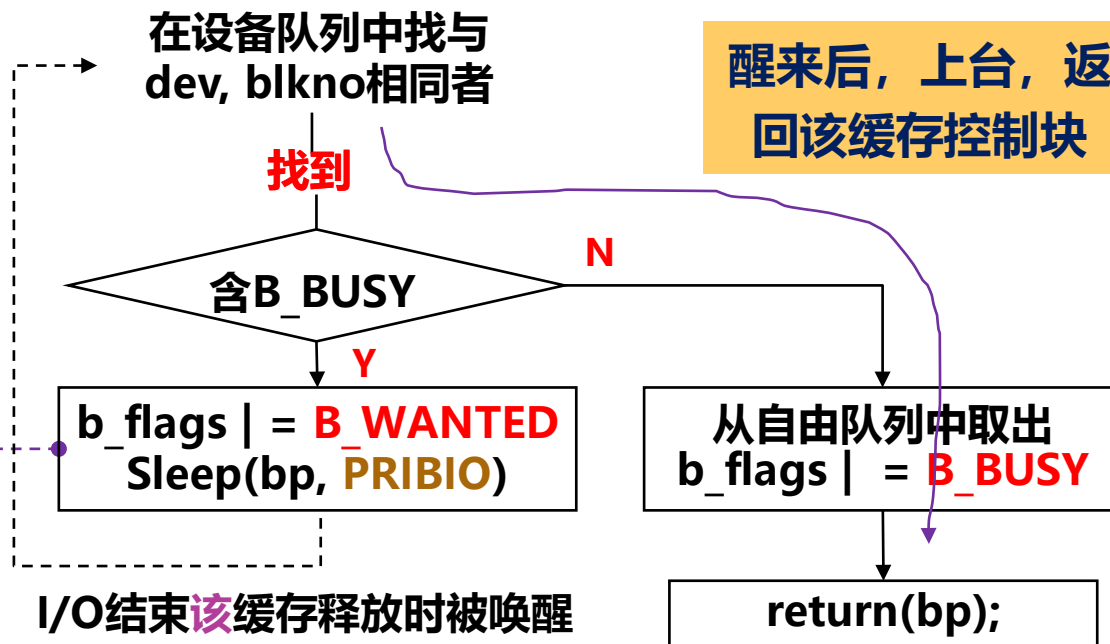 在设备队列中找与
dev, blkno相同者
醒来后，上台，返
回该缓存控制块
找到
含B_BUSY
N
Y
b_flags | = B_WANTED
Sleep(bp, PRIBIO)
从自由队列中取出
b_flags | = B_BUSY
I/O结束该缓存释放时被唤醒
return(bp);